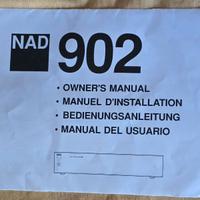 NAD 902
• OWNER'S MANUAL
• MANUEL D'INSTALLATION
• BEDIENUNGSANLEITUNG
• MANUAL DEL USUARIO